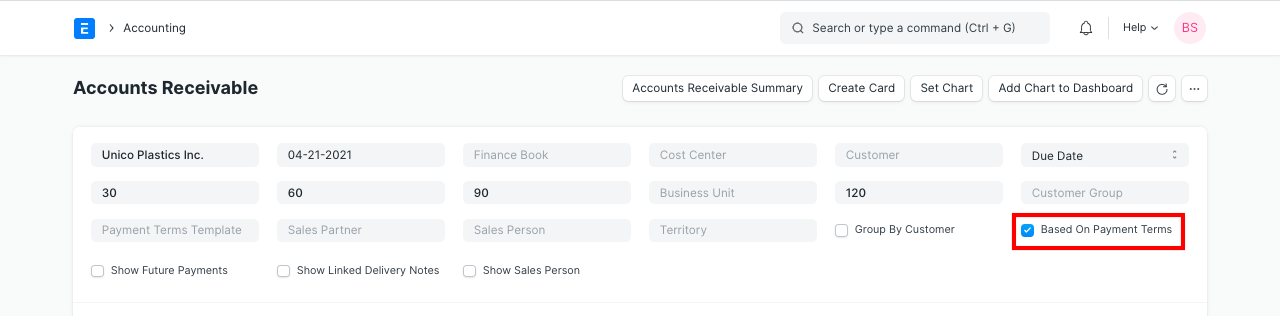 E > Accounting Search or type a command (Ctrl + G) Help BS
Accounts Receivable Accounts Receivable Summary Create Card Set Chart Add Chart to Dashboard ...
Unico Plastics Inc. 04-21-2021 Finance Book Cost Center Customer Due Date
30 60 90 Business Unit 120 Customer Group
Payment Terms Template Sales Partner Sales Person Territory Group By Customer Based On Payment Terms
Show Future Payments Show Linked Delivery Notes Show Sales Person